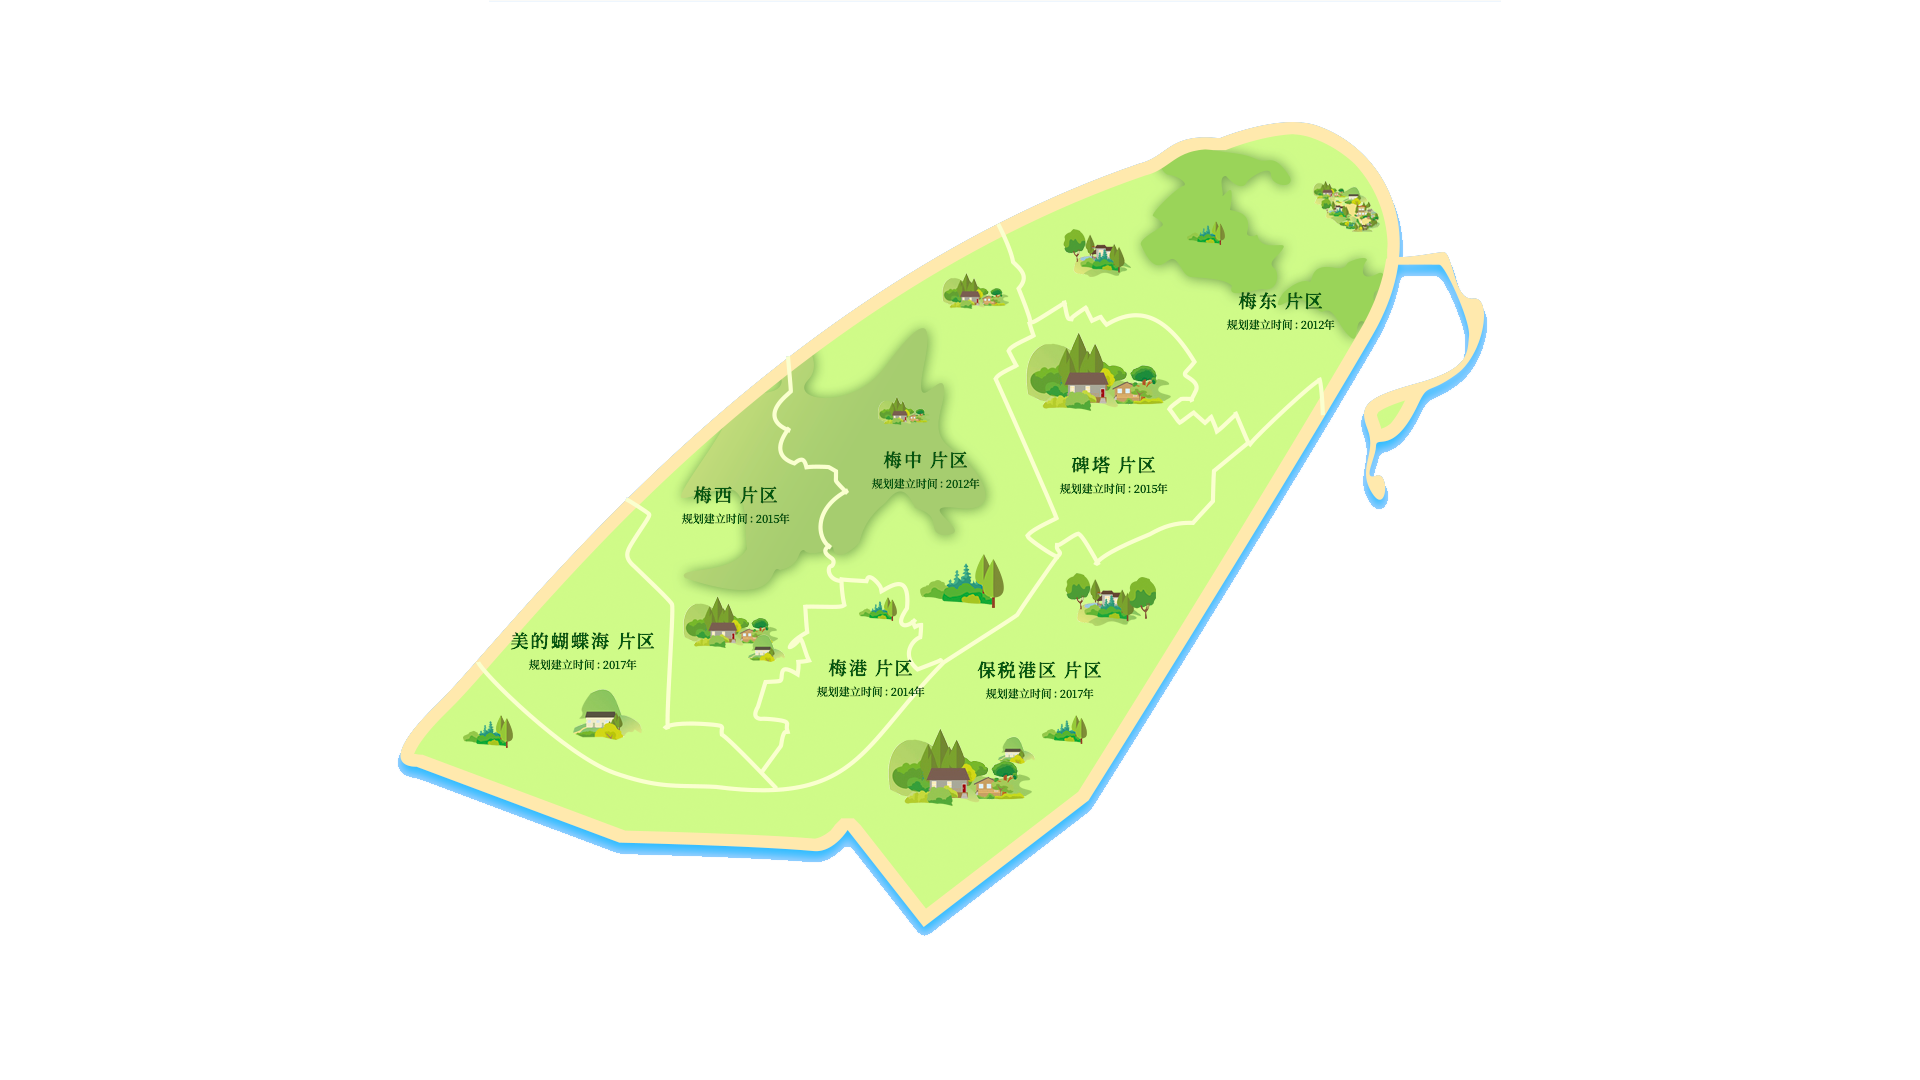 梅东 片区
规划建立时间 : 2012年
梅中 片区
规划建立时间 : 2012年
碑塔 片区
规划建立时间 : 2015年
梅西 片区
规划建立时间 : 2015年
美的蝴蝶海 片区
规划建立时间 : 2017年
梅港 片区
规划建立时间 : 2014年
保税港区 片区
规划建立时间 : 2017年